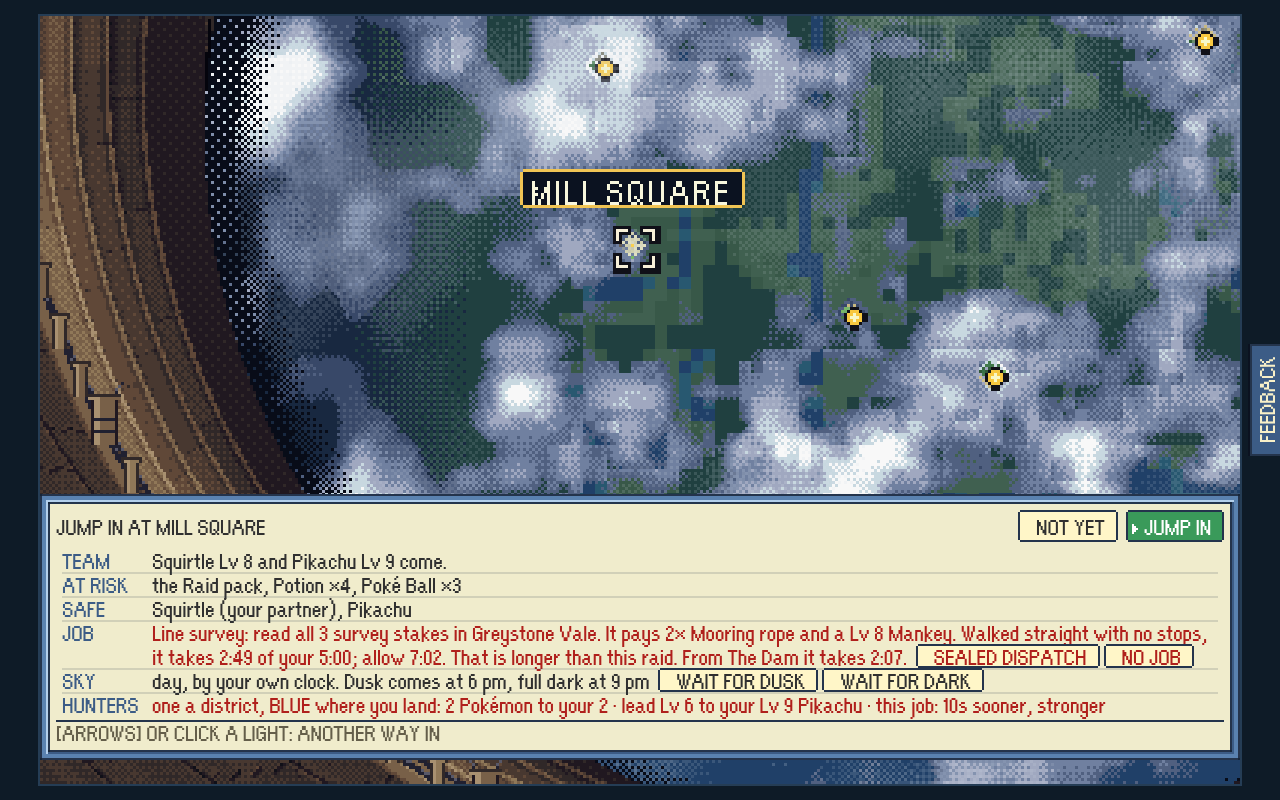 MILL SQUARE
FEEDBACK
JUMP IN AT MILL SQUARE
NOT YET
JUMP IN
TEAM Squirtle Lv 8 and Pikachu Lv 9 come.
AT RISK the Raid pack, Potion ×4, Poké Ball ×3
SAFE Squirtle (your partner), Pikachu
JOB Line survey: read all 3 survey stakes in Greystone Vale. It pays 2× Mooring rope and a Lv 8 Mankey. Walked straight with no stops,
it takes 2:49 of your 5:00; allow 7:02. That is longer than this raid. From The Dam it takes 2:07. SEALED DISPATCH NO JOB
SKY day, by your own clock. Dusk comes at 6 pm, full dark at 9 pm WAIT FOR DUSK WAIT FOR DARK
HUNTERS one a district, BLUE where you land: 2 Pokémon to your 2 · lead Lv 6 to your Lv 9 Pikachu · this job: 10s sooner, stronger
[ARROWS] OR CLICK A LIGHT: ANOTHER WAY IN